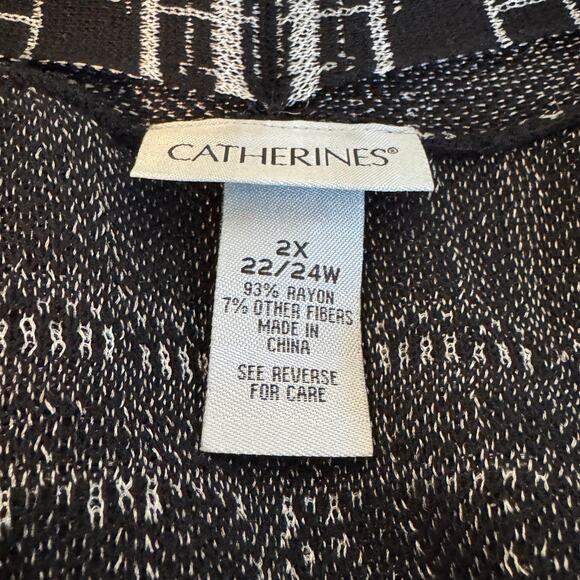 CATHERINES®
2X
22/24W
93% RAYON
7% OTHER FIBERS
MADE IN
CHINA
SEE REVERSE
FOR CARE